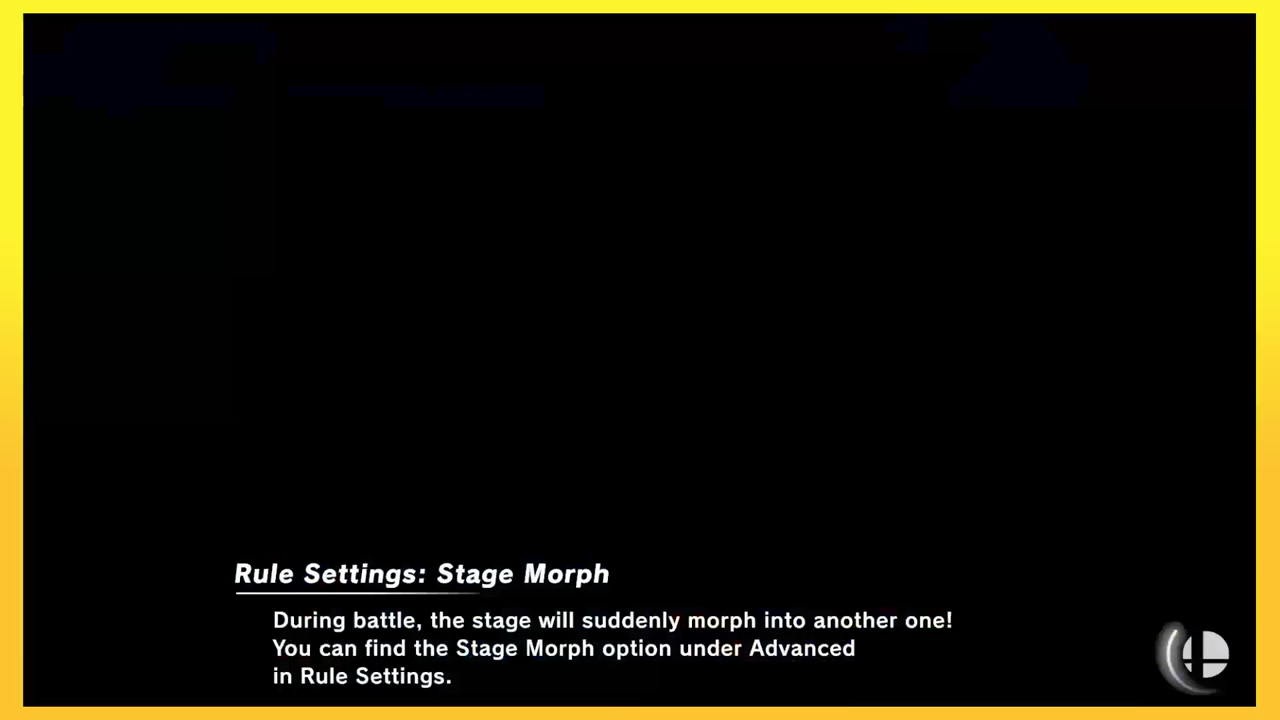 Rule Settings: Stage Morph
During battle, the stage will suddenly morph into another one!
You can find the Stage Morph option under Advanced
in Rule Settings.